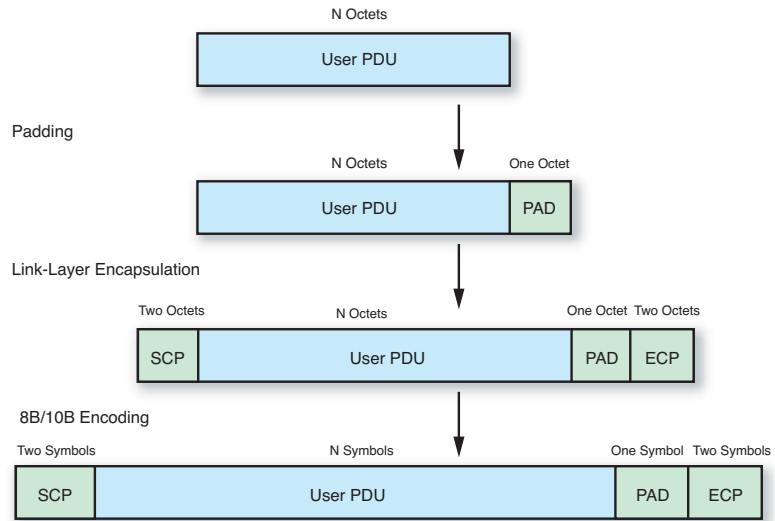 N Octets
User PDU
Padding
N Octets One Octet
User PDU PAD
Link-Layer Encapsulation
Two Octets N Octets One Octet Two Octets
SCP User PDU PAD ECP
8B/10B Encoding
Two Symbols N Symbols One Symbol Two Symbols
SCP User PDU PAD ECP